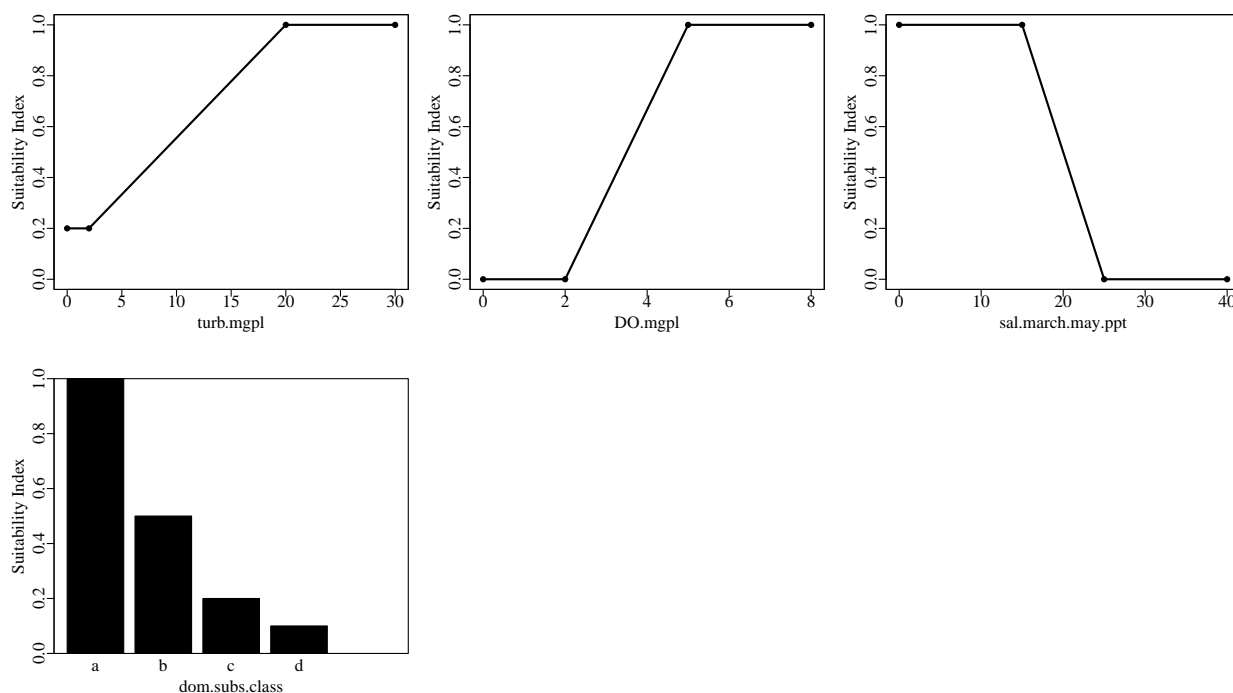 Suitability Index
0.0 0.2 0.4 0.6 0.8 1.0
0 5 10 15 20 25 30
turb.mgpl
Suitability Index
0.0 0.2 0.4 0.6 0.8 1.0
0 2 4 6 8
DO.mgpl
Suitability Index
0.0 0.2 0.4 0.6 0.8 1.0
0 10 20 30 40
sal.march.may.ppt
Suitability Index
0.0 0.2 0.4 0.6 0.8 1.0
a b c d
dom.subs.class